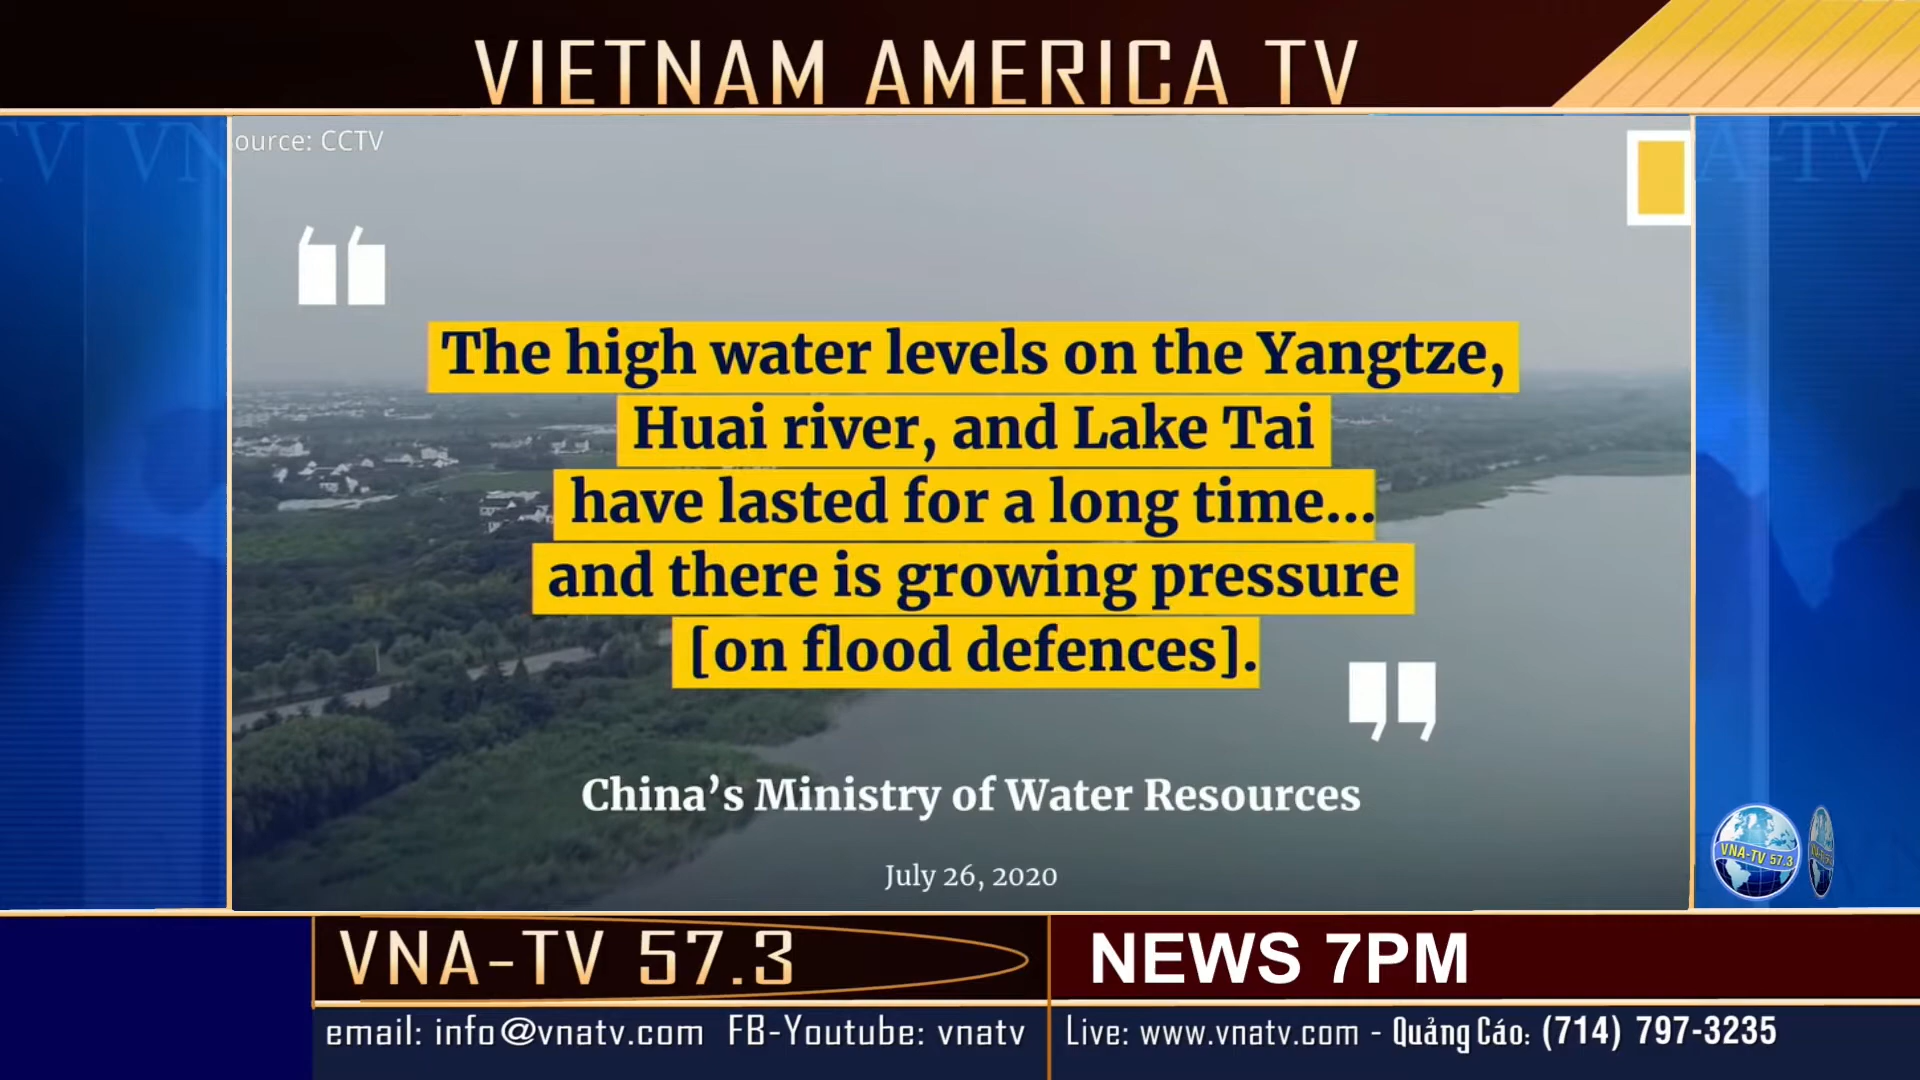 VIETNAM AMERICA TV
TV VN
A-TV
ource: CCTV
The high water levels on the Yangtze,
Huai river, and Lake Tai
have lasted for a long time...
and there is growing pressure
[on flood defences].
China's Ministry of Water Resources
July 26, 2020
VNA-TV 57.3
VNA-TV 57.3
NEWS 7PM
email: info@vnatv.com FB-Youtube: vnatv
Live: www.vnatv.com - Quảng Cáo: (714) 797-3235